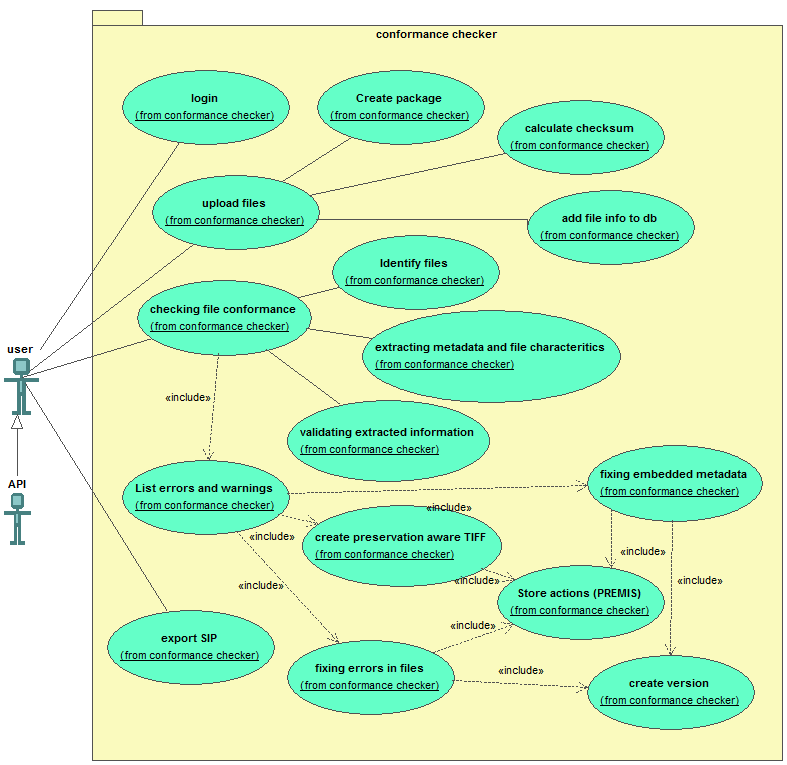 conformance checker
login
(from conformance checker)
Create package
(from conformance checker)
calculate checksum
(from conformance checker)
upload files
(from conformance checker)
add file info to db
(from conformance checker)
Identify files
(from conformance checker)
checking file conformance
(from conformance checker)
extracting metadata and file characteritics
(from conformance checker)
user
«include»
validating extracted information
(from conformance checker)
API
List errors and warnings
(from conformance checker)
fixing embedded metadata
(from conformance checker)
«include»
«include»
create preservation aware TIFF
(from conformance checker)
«include»
«include»
«include»
«include»
Store actions (PREMIS)
(from conformance checker)
«include»
export SIP
(from conformance checker)
fixing errors in files
(from conformance checker)
«include»
create version
(from conformance checker)